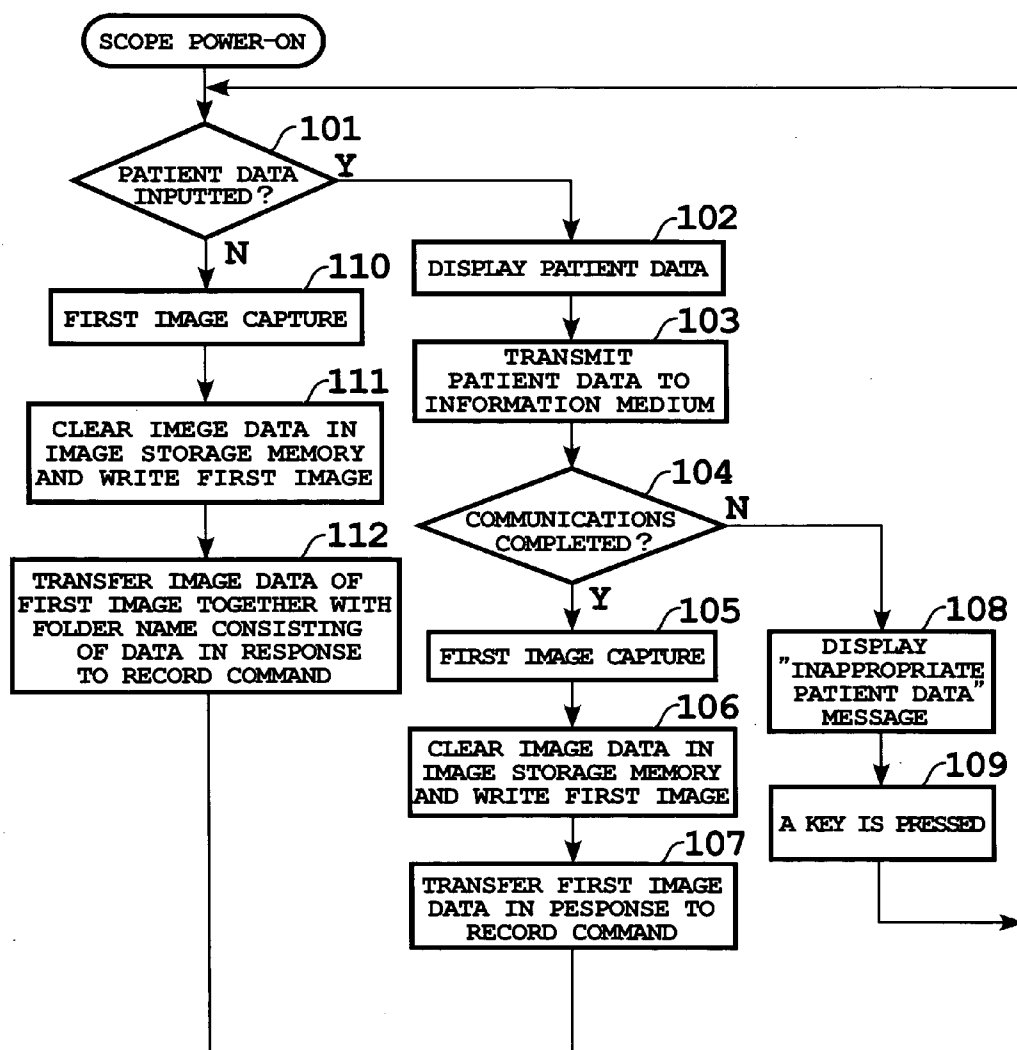 SCOPE POWER-ON
101
PATIENT DATA
INPUTTED?
Y
N
110
FIRST IMAGE CAPTURE
111
CLEAR IMEGE DATA IN
IMAGE STORAGE MEMORY
AND WRITE FIRST IMAGE
112
TRANSFER IMAGE DATA OF
FIRST IMAGE TOGETHER WITH
FOLDER NAME CONSISTING
OF DATA IN RESPONSE
TO RECORD COMMAND
102
DISPLAY PATIENT DATA
103
TRANSMIT
PATIENT DATA TO
INFORMATION MEDIUM
104
COMMUNICATIONS
COMPLETED?
N
Y
105
FIRST IMAGE CAPTURE
106
CLEAR IMAGE DATA IN
IMAGE STORAGE MEMORY
AND WRITE FIRST IMAGE
107
TRANSFER FIRST IMAGE
DATA IN PESPONSE TO
RECORD COMMAND
108
DISPLAY
"INAPPROPRIATE
PATIENT DATA"
MESSAGE
109
A KEY IS PRESSED